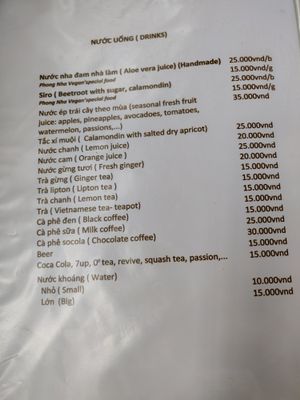 NƯỚC UỐNG ( DRINKS)
Nước nha đam nhà làm ( Aloe vera juice) (Handmade) 25.000vnd/b
Phong Nha Vegan'special food 15.000vnd/g
Siro ( Beetroot with sugar, calamondin) 25.000vnd/b
Phong Nha Vegan'special food 15.000vnd/g
Nước ép trái cây theo mùa (seasonal fresh fruit 35.000vnd
juice: apples, pineapples, avocadoes, tomatoes,
watermelon, passions,...)
Tắc xí muội ( Calamondin with salted dry apricot) 25.000vnd
Nước chanh ( Lemon juice) 20.000vnd
Nước cam ( Orange juice ) 25.000vnd
Nước gừng tươi ( Fresh ginger) 20.000vnd
Trà gừng ( Ginger tea) 15.000vnd
Trà lipton ( Lipton tea ) 15.000vnd
Trà chanh ( Lemon tea) 15.000vnd
Trà ( Vietnamese tea- teapot) 15.000vnd
Cà phê đen ( Black coffee) 15.000vnd
Cà phê sữa ( Milk coffee) 25.000vnd
Cà phê socola ( Chocolate coffee) 30.000vnd
Beer 15.000vnd
Coca Cola, 7up, 0° tea, revive, squash tea, passion,... 15.000vnd
Nước khoáng ( Water)
Nhỏ ( Small) 10.000vnd
Lớn (Big) 15.000vnd